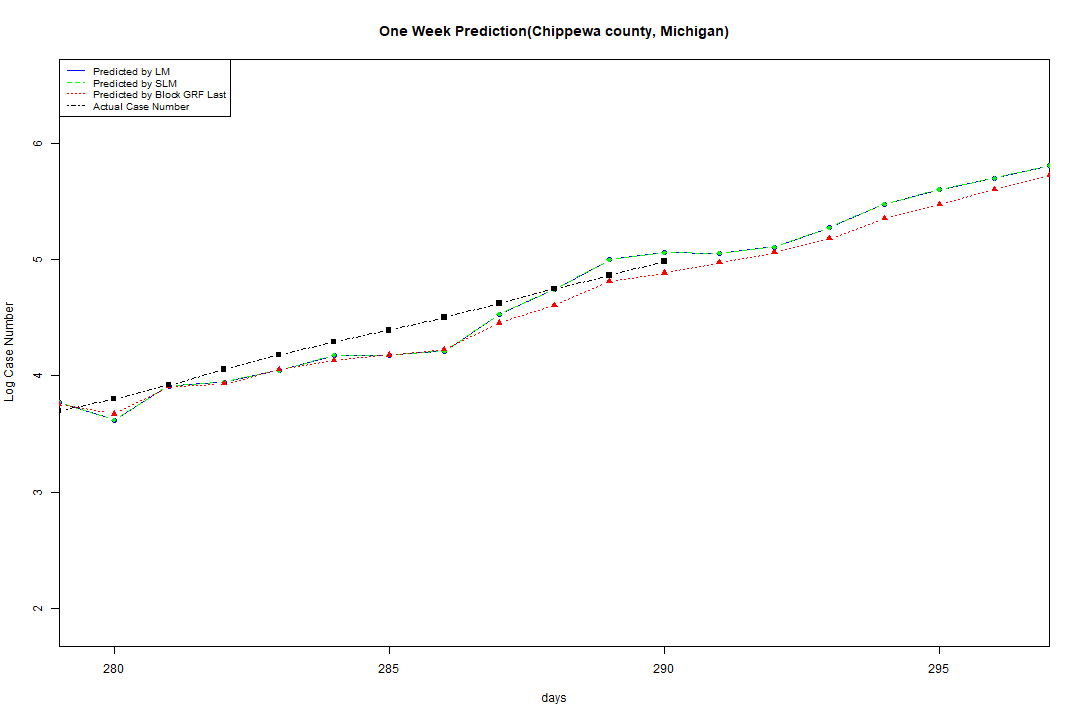 One Week Prediction(Chippewa county, Michigan)
Predicted by LM
Predicted by SLM
Predicted by Block GRF Last
Actual Case Number
6
5
4
3
2
Log Case Number
280 285 290 295
days